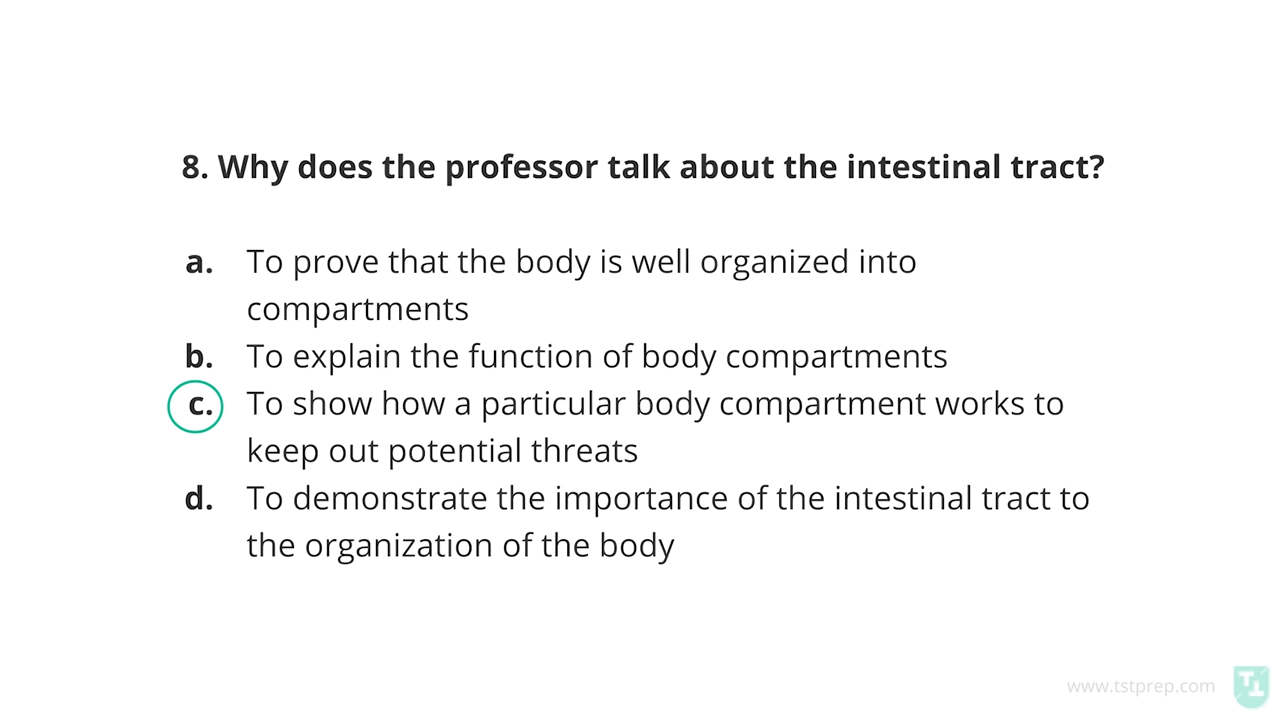 8. Why does the professor talk about the intestinal tract?
a. To prove that the body is well organized into
compartments
b. To explain the function of body compartments
c. To show how a particular body compartment works to
keep out potential threats
d. To demonstrate the importance of the intestinal tract to
the organization of the body
www.tstprep.com